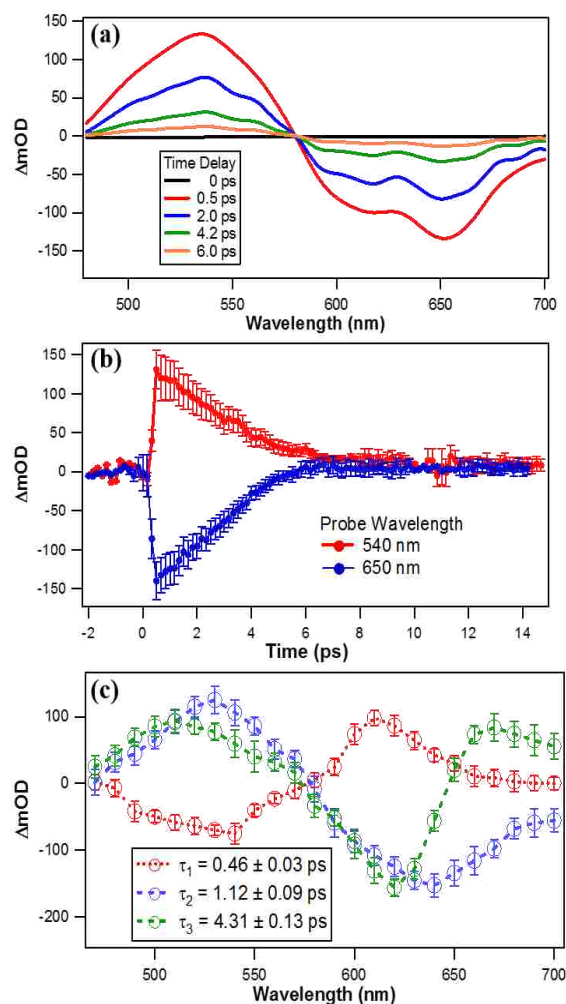 (a)
150
100
50
0
-50
-100
-150
ΔmOD
Time Delay
0 ps
0.5 ps
2.0 ps
4.2 ps
6.0 ps
500
550
600
650
700
Wavelength (nm)
(b)
150
100
50
0
-50
-100
-150
ΔmOD
Probe Wavelength
540 nm
650 nm
-2
0
2
4
6
8
10
12
14
Time (ps)
(c)
100
0
-100
-200
ΔmOD
τ₁ = 0.46 ± 0.03 ps
τ₂ = 1.12 ± 0.09 ps
τ₃ = 4.31 ± 0.13 ps
500
550
600
650
700
Wavelength (nm)